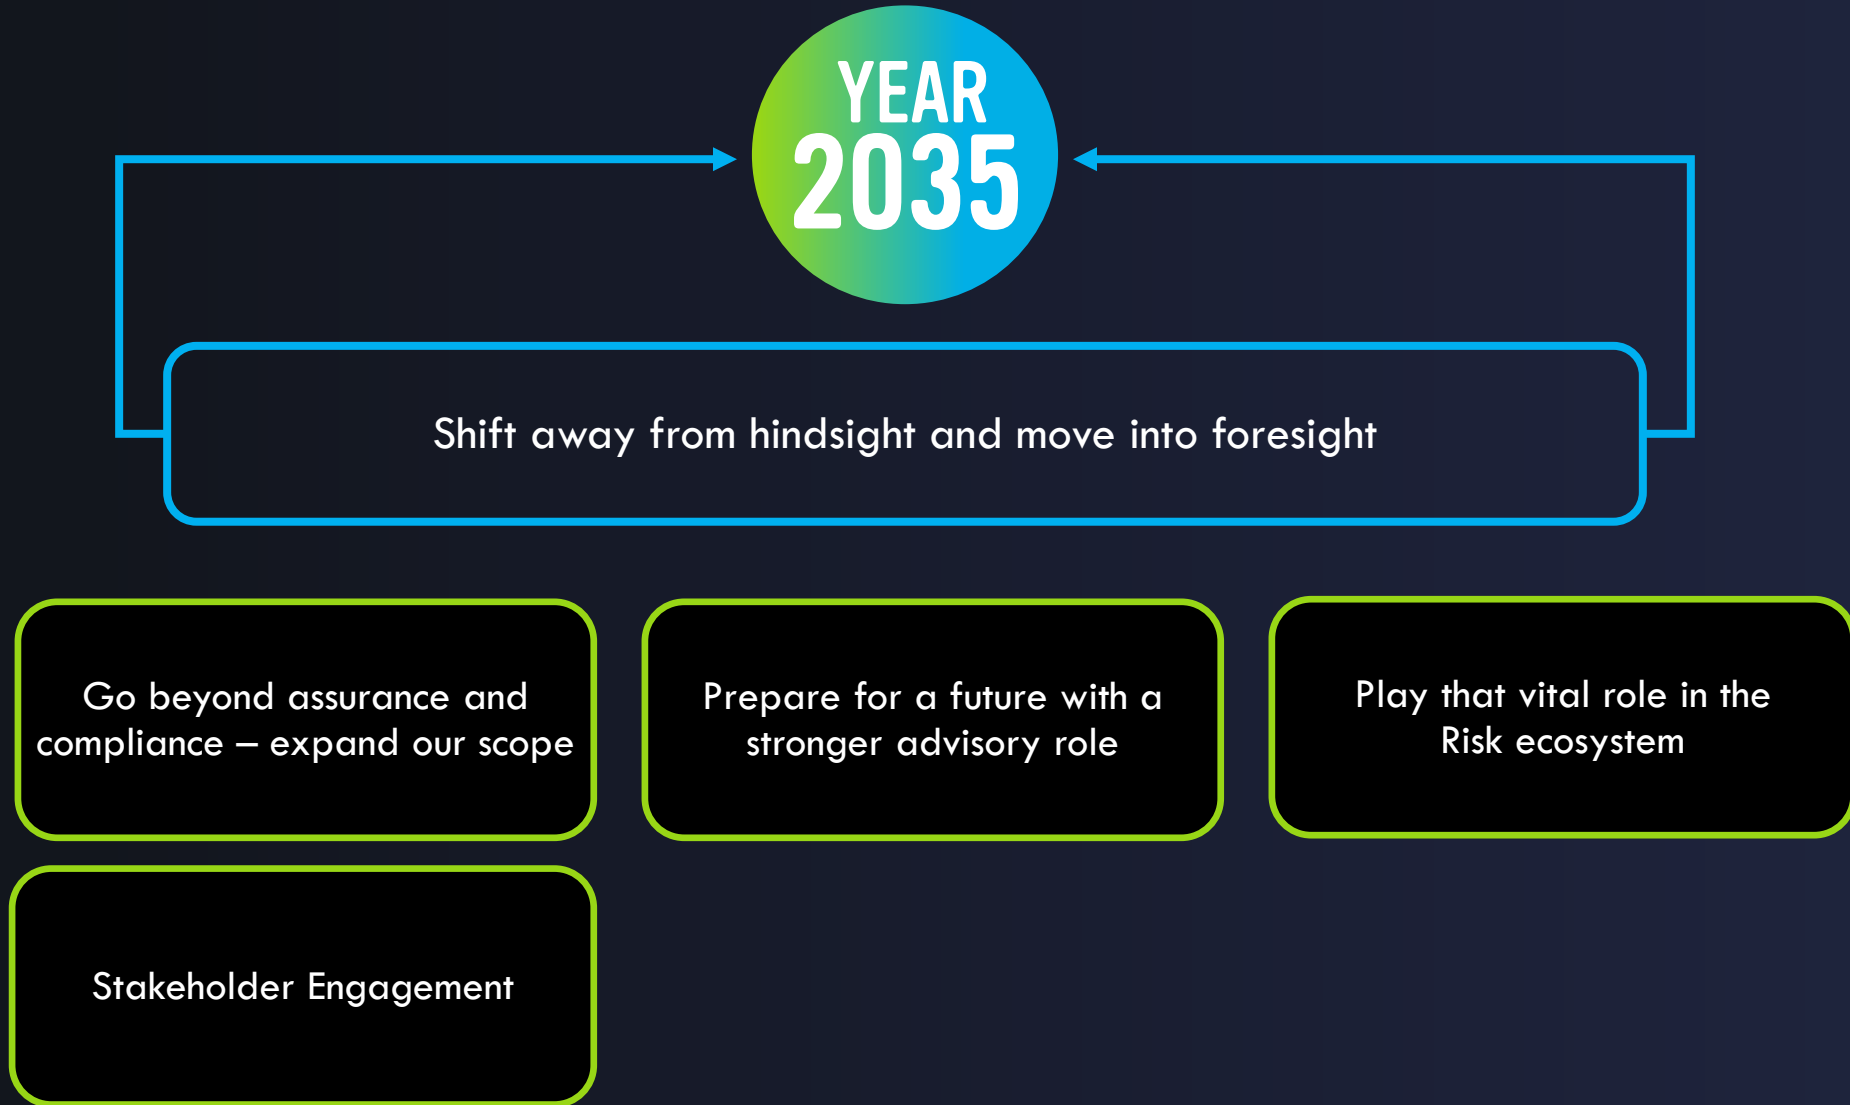 YEAR
2035
Shift away from hindsight and move into foresight
Go beyond assurance and
compliance – expand our scope
Prepare for a future with a
stronger advisory role
Play that vital role in the
Risk ecosystem
Stakeholder Engagement